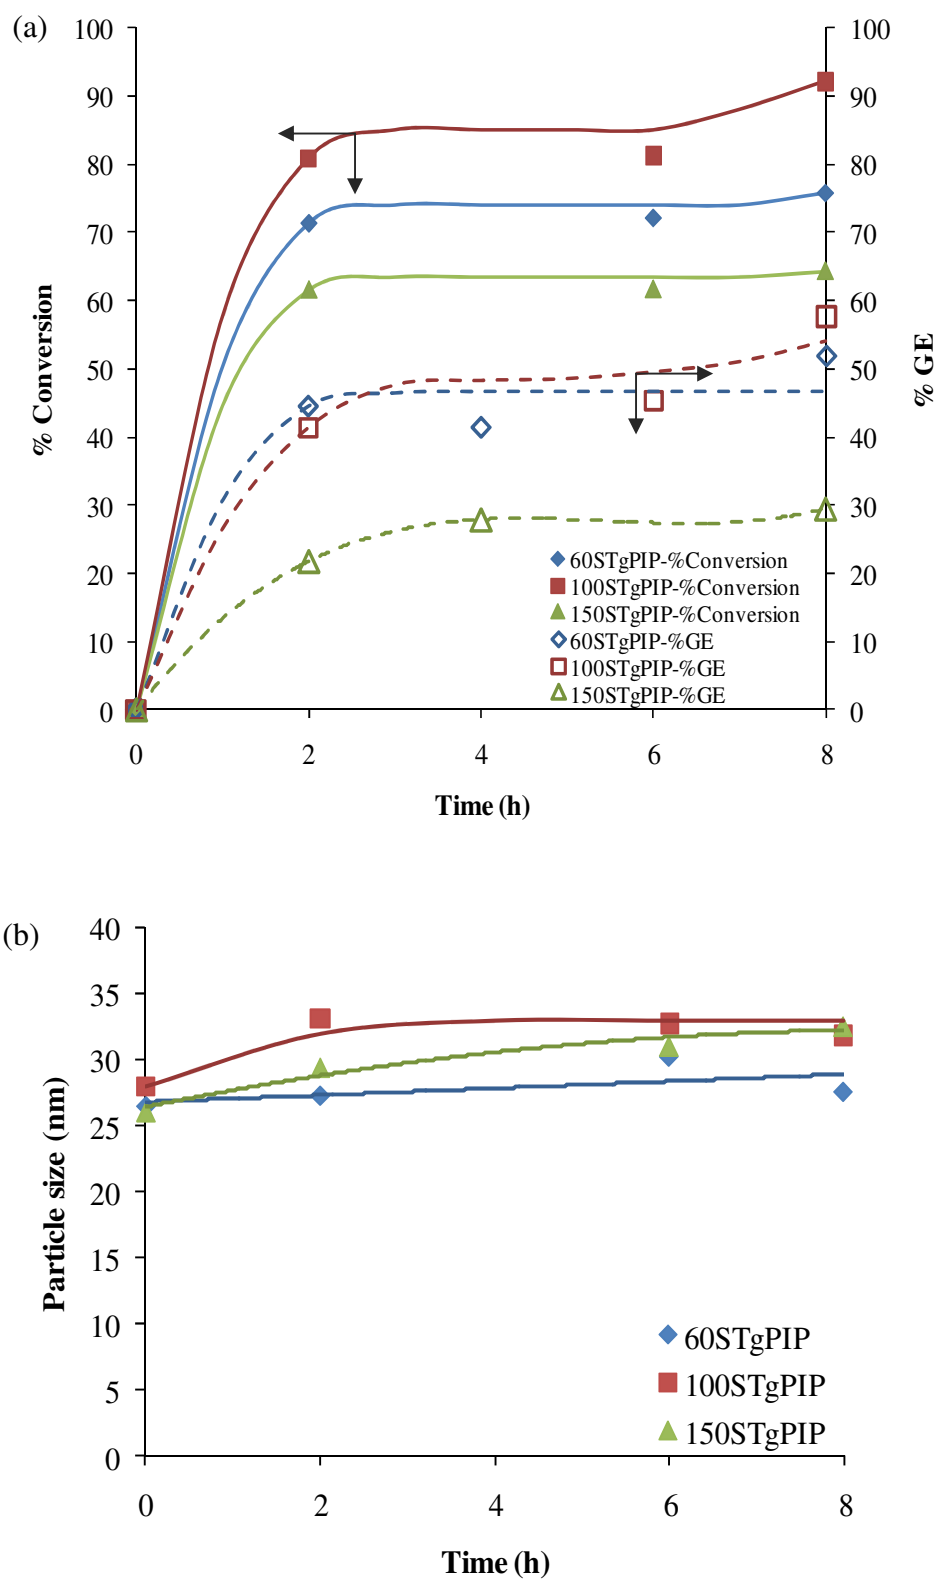 (a)
100
90
80
70
60
50
40
30
20
10
0
% Conversion
100
90
80
70
60
50
40
30
20
10
0
% GE
60STgPIP-%Conversion
100STgPIP-%Conversion
150STgPIP-%Conversion
60STgPIP-%GE
100STgPIP-%GE
150STgPIP-%GE
0 2 4 6 8
Time (h)
(b)
40
35
30
25
20
15
10
5
0
Particle size (nm)
60STgPIP
100STgPIP
150STgPIP
0 2 4 6 8
Time (h)